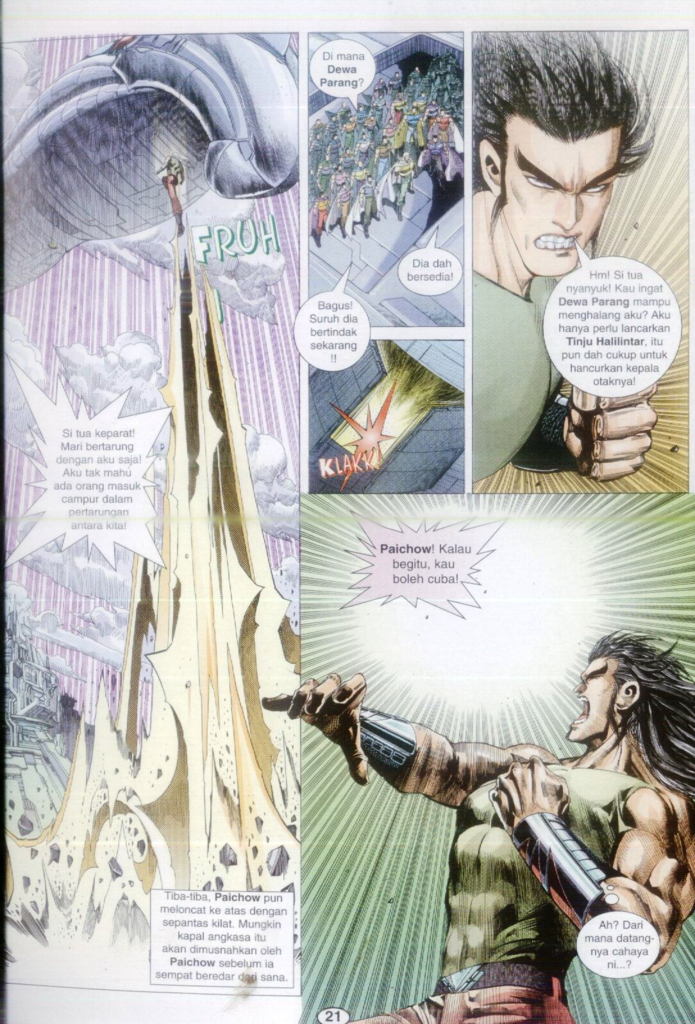 FRUH
Si tua keparat!
Mari bertarung
dengan aku saja!
Aku tak mahu
ada orang masuk
campur dalam
pertarungan
antara kita!
Tiba-tiba, Paichow pun
meloncat ke atas dengan
sepantas kilat. Mungkin
kapal angkasa itu
akan dimusnahkan oleh
Paichow sebelum ia
sempat beredar dari sana.
Di mana
Dewa
Parang?
Dia dah
bersedia!
Bagus!
Suruh dia
bertindak
sekarang
!!
KLAKK!
Hm! Si tua
nyanyuk! Kau ingat
Dewa Parang mampu
menghalang aku? Aku
hanya perlu lancarkan
Tinju Halilintar, itu
pun dah cukup untuk
hancurkan kepala
otaknya!
Paichow! Kalau
begitu, kau
boleh cuba!
Ah? Dari
mana datang-
nya cahaya
ni...?
21